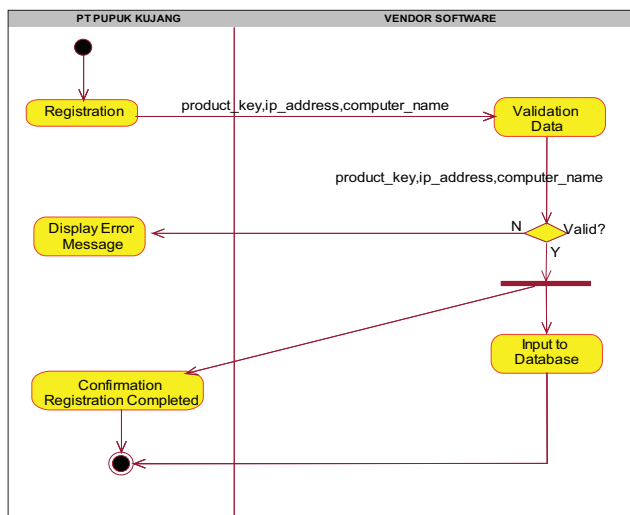 PT PUPUK KUJANG
VENDOR SOFTWARE
Registration
product_key,ip_address,computer_name
Validation
Data
product_key,ip_address,computer_name
Display Error
Message
N
Valid?
Y
Input to
Database
Confirmation
Registration Completed